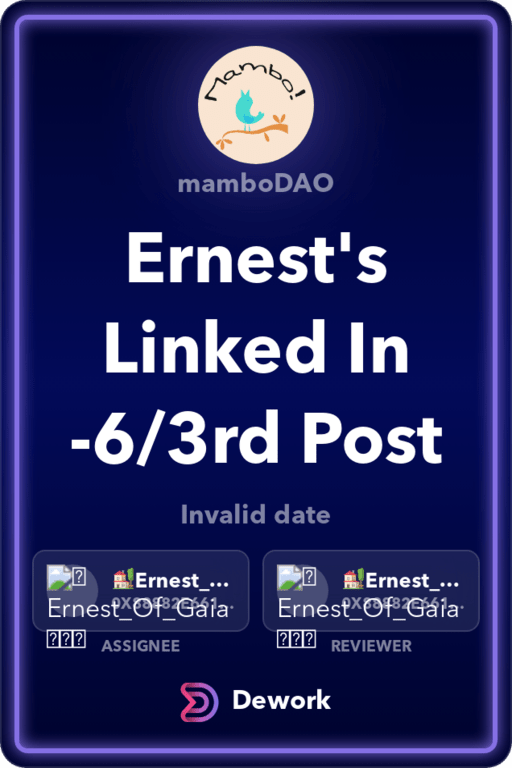 Mambo!
mamboDAO
Ernest's
Linked In
-6/3rd Post
Invalid date
🏡Ernest_...
Ernest_Of_Gaia
ASSIGNEE
🏡Ernest_...
Ernest_Of_Gaia
REVIEWER
Dework